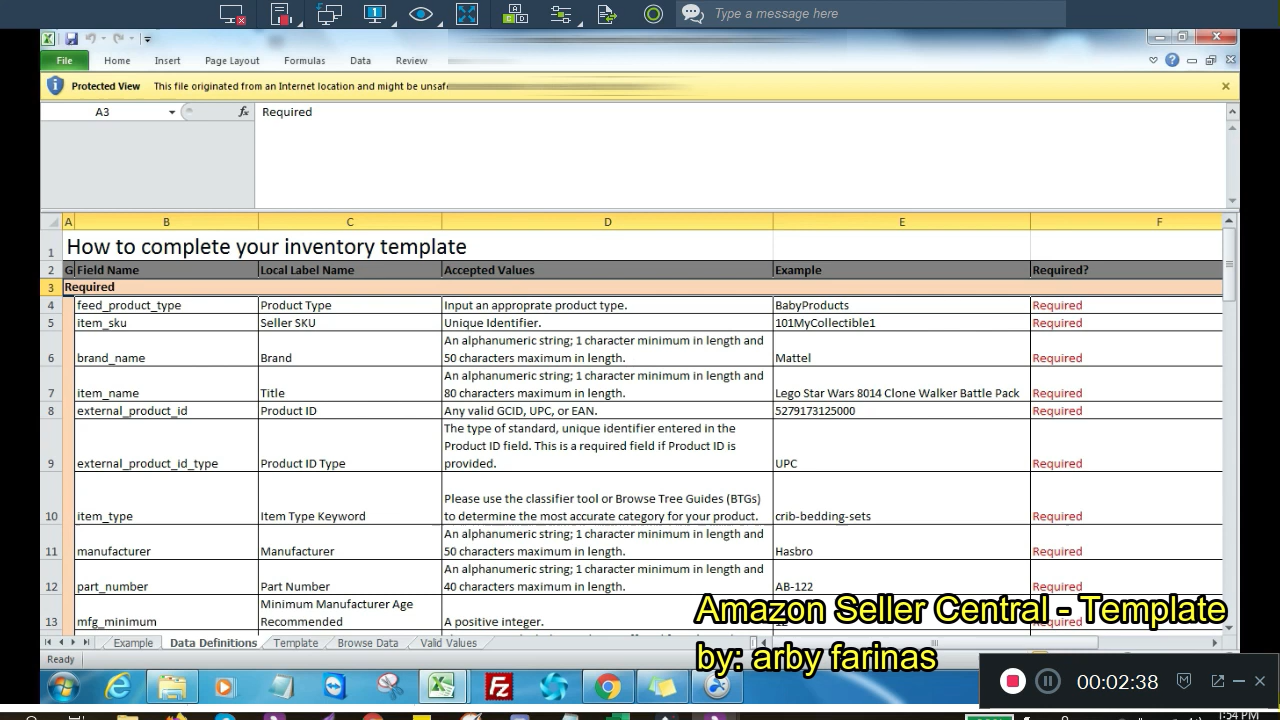 1
A B C D
Type a message here
File Home Insert Page Layout Formulas Data Review
Protected View This file originated from an Internet location and might be unsafe
A3 fx Required
A B C D E F
1 How to complete your inventory template
2 G Field Name Local Label Name Accepted Values Example Required?
3 Required
4 feed_product_type Product Type Input an approprate product type. BabyProducts Required
5 item_sku Seller SKU Unique Identifier. 101MyCollectible1 Required
An alphanumeric string; 1 character minimum in length and
6 brand_name Brand 50 characters maximum in length. Mattel Required
An alphanumeric string; 1 character minimum in length and
7 item_name Title 80 characters maximum in length. Lego Star Wars 8014 Clone Walker Battle Pack Required
8 external_product_id Product ID Any valid GCID, UPC, or EAN. 5279173125000 Required
The type of standard, unique identifier entered in the
Product ID field. This is a required field if Product ID is
9 external_product_id_type Product ID Type provided. UPC Required
Please use the classifier tool or Browse Tree Guides (BTGs)
10 item_type Item Type Keyword to determine the most accurate category for your product. crib-bedding-sets Required
An alphanumeric string; 1 character minimum in length and
11 manufacturer Manufacturer 50 characters maximum in length. Hasbro Required
An alphanumeric string; 1 character minimum in length and
12 part_number Part Number 40 characters maximum in length. AB-122 Required
Minimum Manufacturer Age
13 mfg_minimum Recommended A positive integer. Required
Amazon Seller Central - Template
by: arby farinas
Example Data Definitions Template Browse Data Valid Values
Ready
00:02:38
1:54 PM